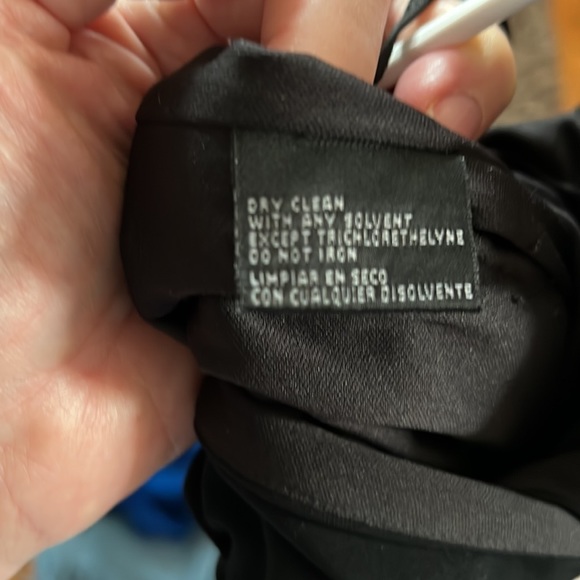 DRY CLEAN
WITH ANY SOLVENT
EXCEPT TRICHLORETHELYNE
DO NOT IRON
LIMPIAR EN SECO
CON CUALQUIER DISOLVENTE